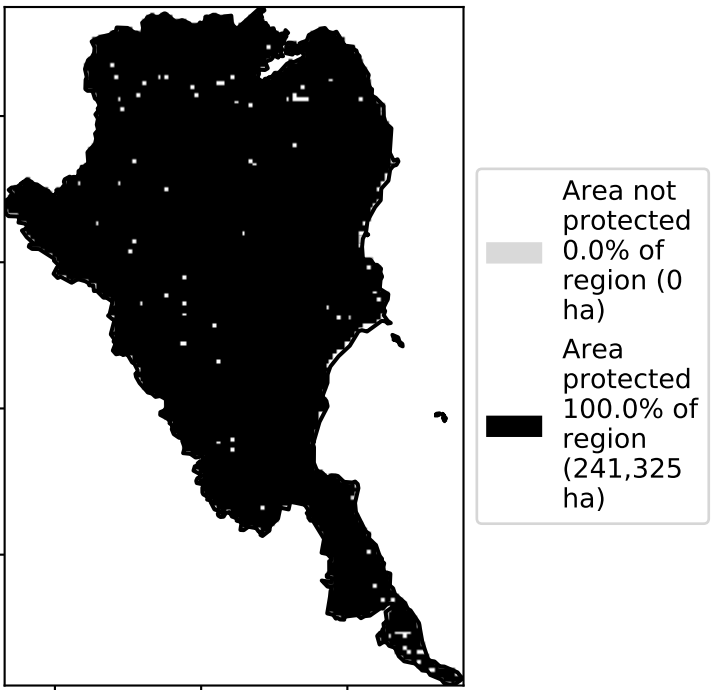 Area not
protected
0.0% of
region (0
ha)
Area
protected
100.0% of
region
(241,325
ha)